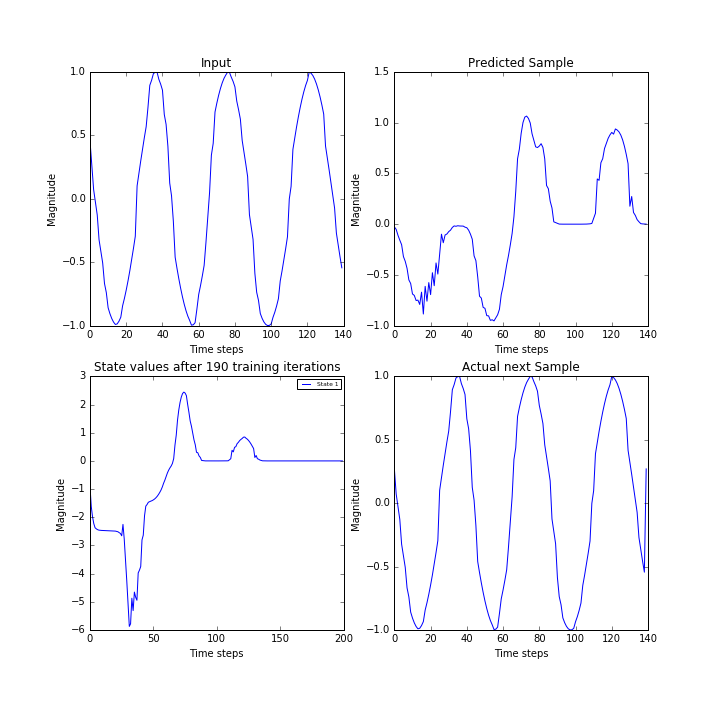 Input
Magnitude
1.0
0.5
0.0
−0.5
−1.0
0 20 40 60 80 100 120 140
Time steps
Predicted Sample
Magnitude
1.5
1.0
0.5
0.0
−0.5
−1.0
0 20 40 60 80 100 120 140
Time steps
State values after 190 training iterations
Magnitude
3
2
1
0
−1
−2
−3
−4
−5
−6
State 1
0 50 100 150 200
Time steps
Actual next Sample
Magnitude
1.0
0.5
0.0
−0.5
−1.0
0 20 40 60 80 100 120 140
Time steps